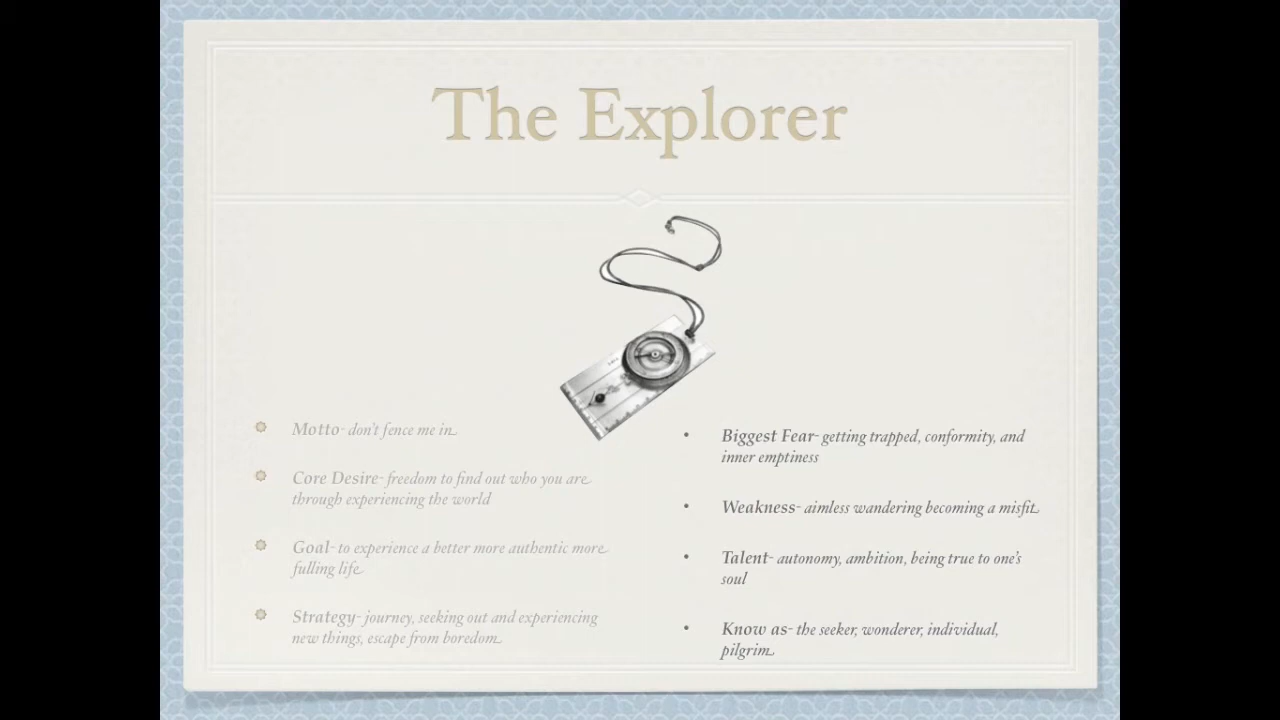 The Explorer
Motto- don't fence me in
Core Desire- freedom to find out who you are
through experiencing the world
Goal- to experience a better more authentic more
fulling life
Strategy- journey, seeking out and experiencing
new things, escape from boredom
• Biggest Fear- getting trapped, conformity, and
inner emptiness
• Weakness- aimless wandering becoming a misfit
• Talent- autonomy, ambition, being true to one's
soul
• Know as- the seeker, wonderer, individual,
pilgrim